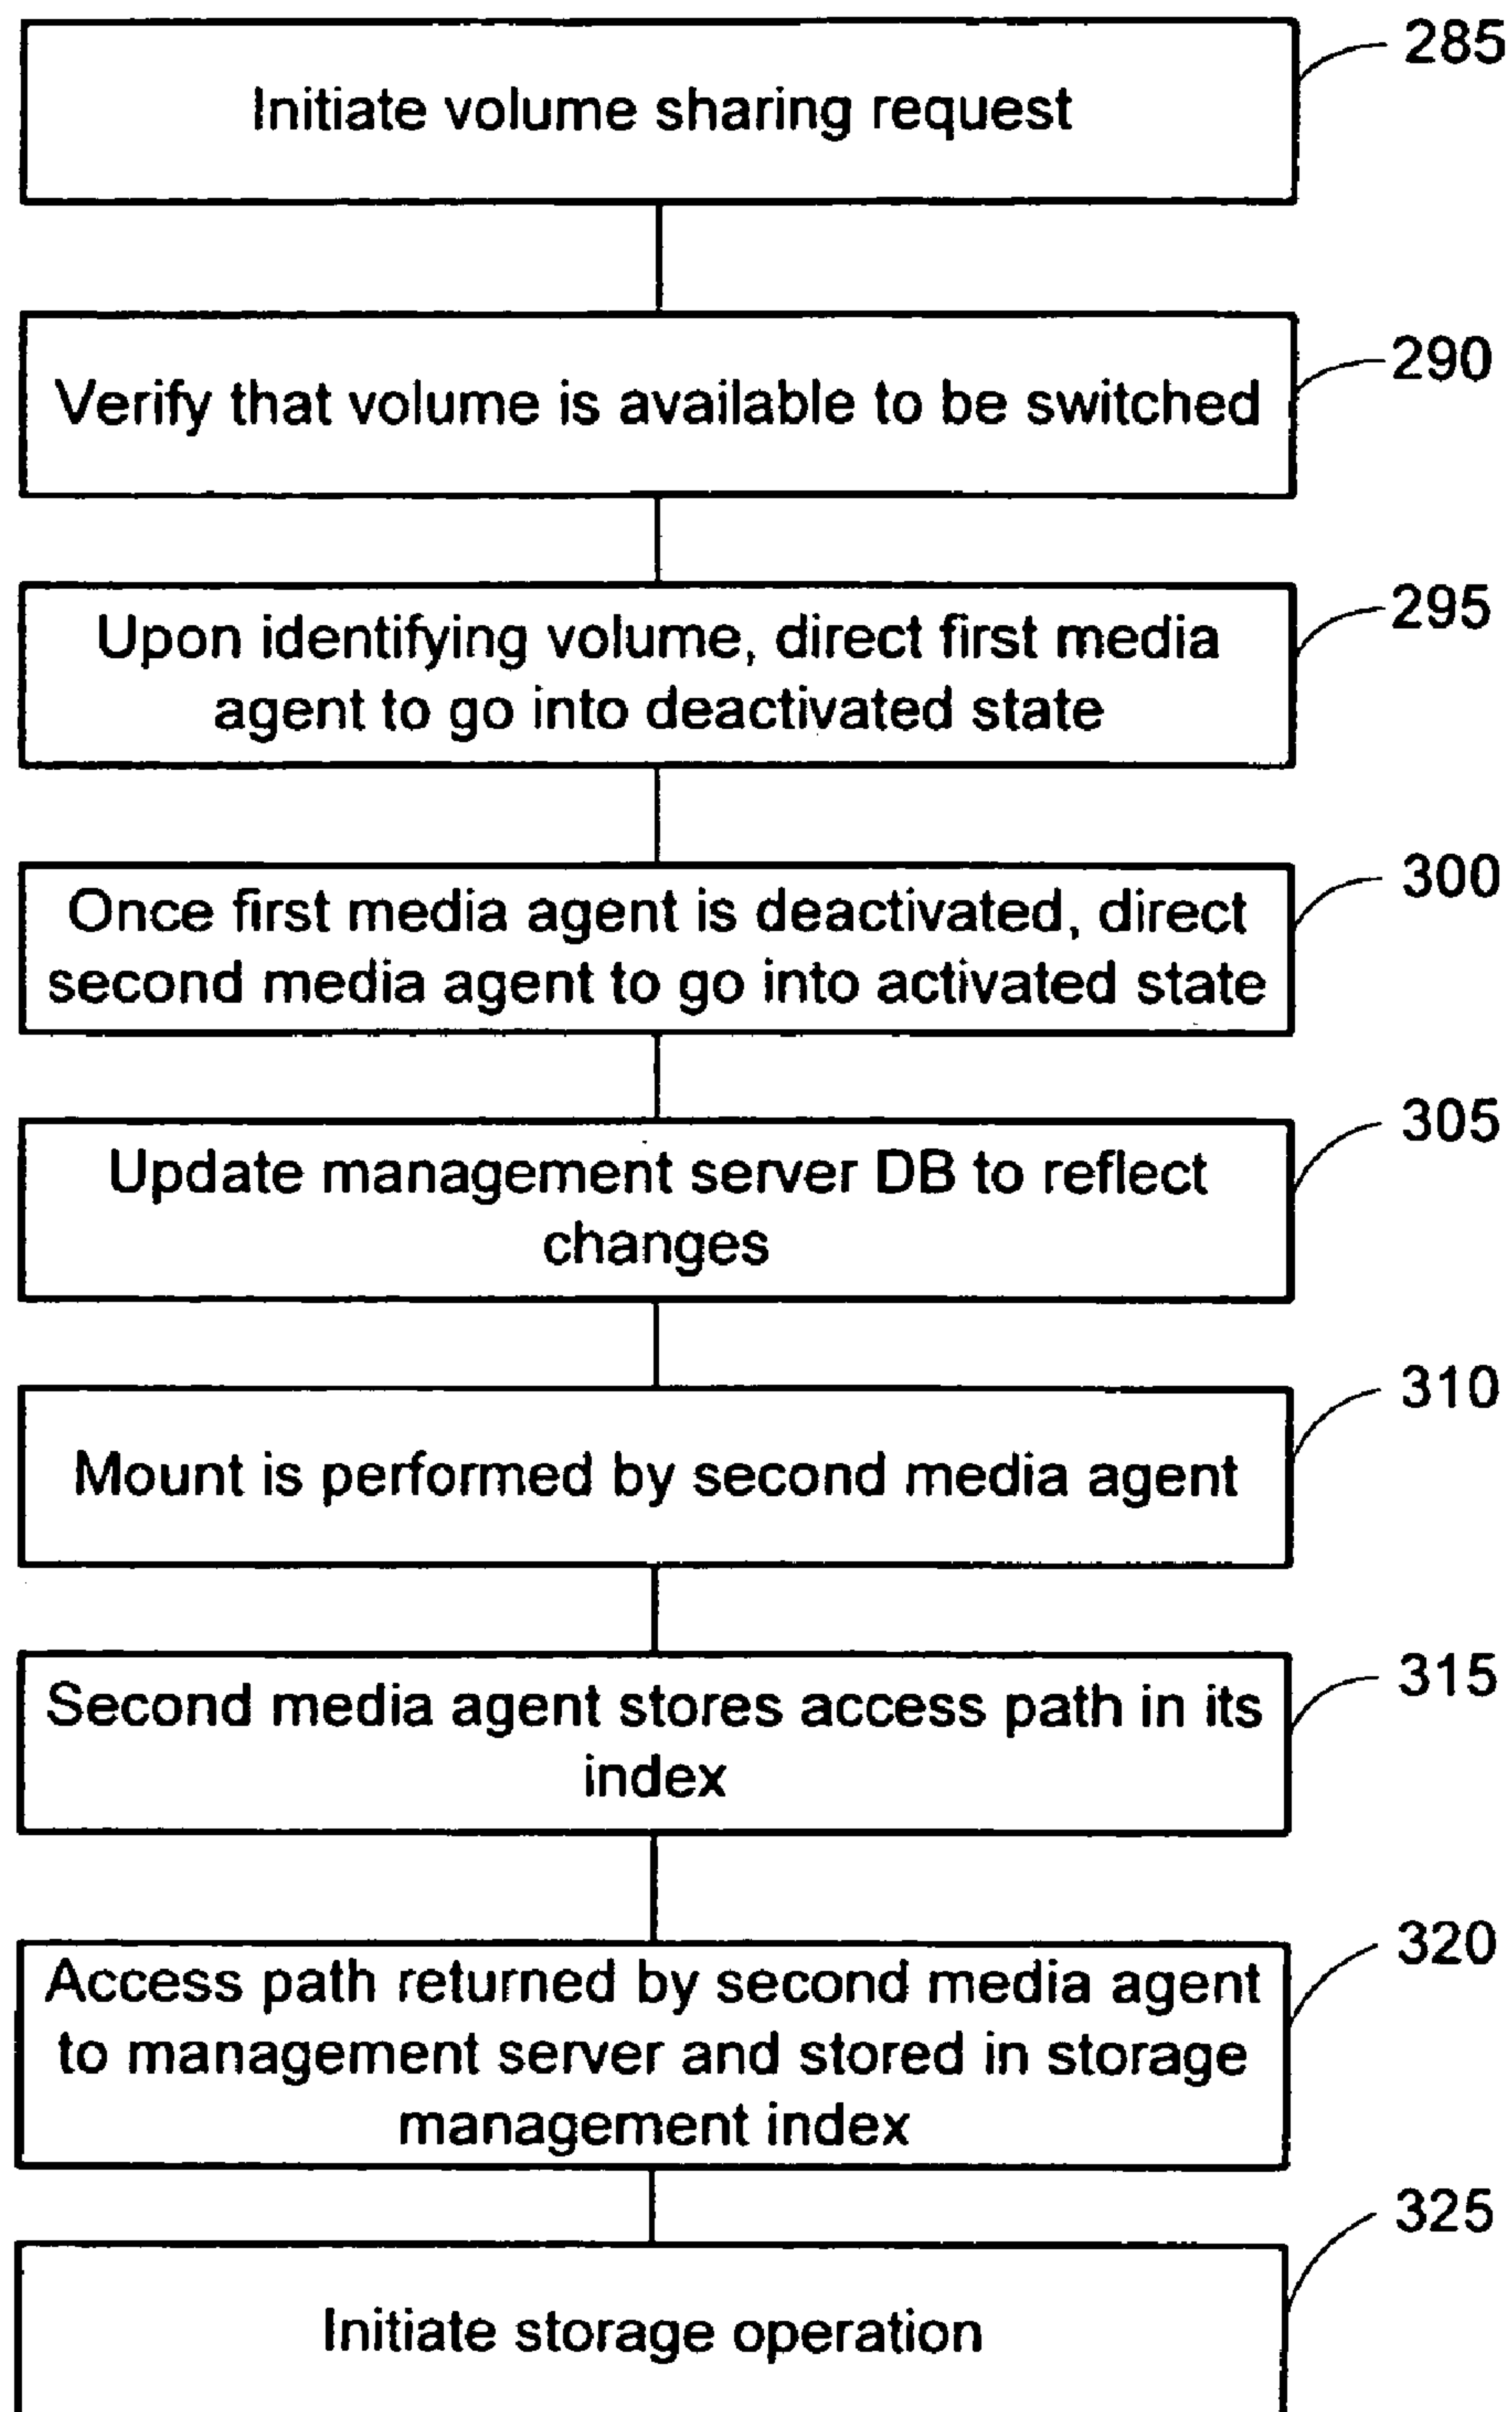 285
Initiate volume sharing request
290
Verify that volume is available to be switched
295
Upon identifying volume, direct first media
agent to go into deactivated state
300
Once first media agent is deactivated, direct
second media agent to go into activated state
305
Update management server DB to reflect
changes
310
Mount is performed by second media agent
315
Second media agent stores access path in its
index
320
Access path returned by second media agent
to management server and stored in storage
management index
325
Initiate storage operation